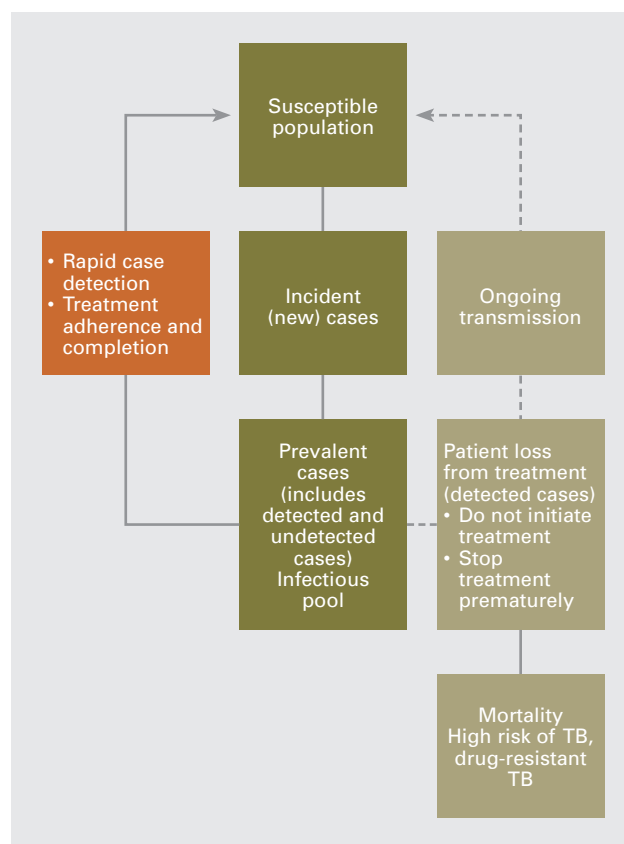 Susceptible
population
• Rapid case
detection
• Treatment
adherence and
completion
Incident
(new) cases
Ongoing
transmission
Prevalent
cases
(includes
detected and
undetected
cases)
Infectious
pool
Patient loss
from treatment
(detected cases)
• Do not initiate
treatment
• Stop
treatment
prematurely
Mortality
High risk of TB,
drug-resistant
TB